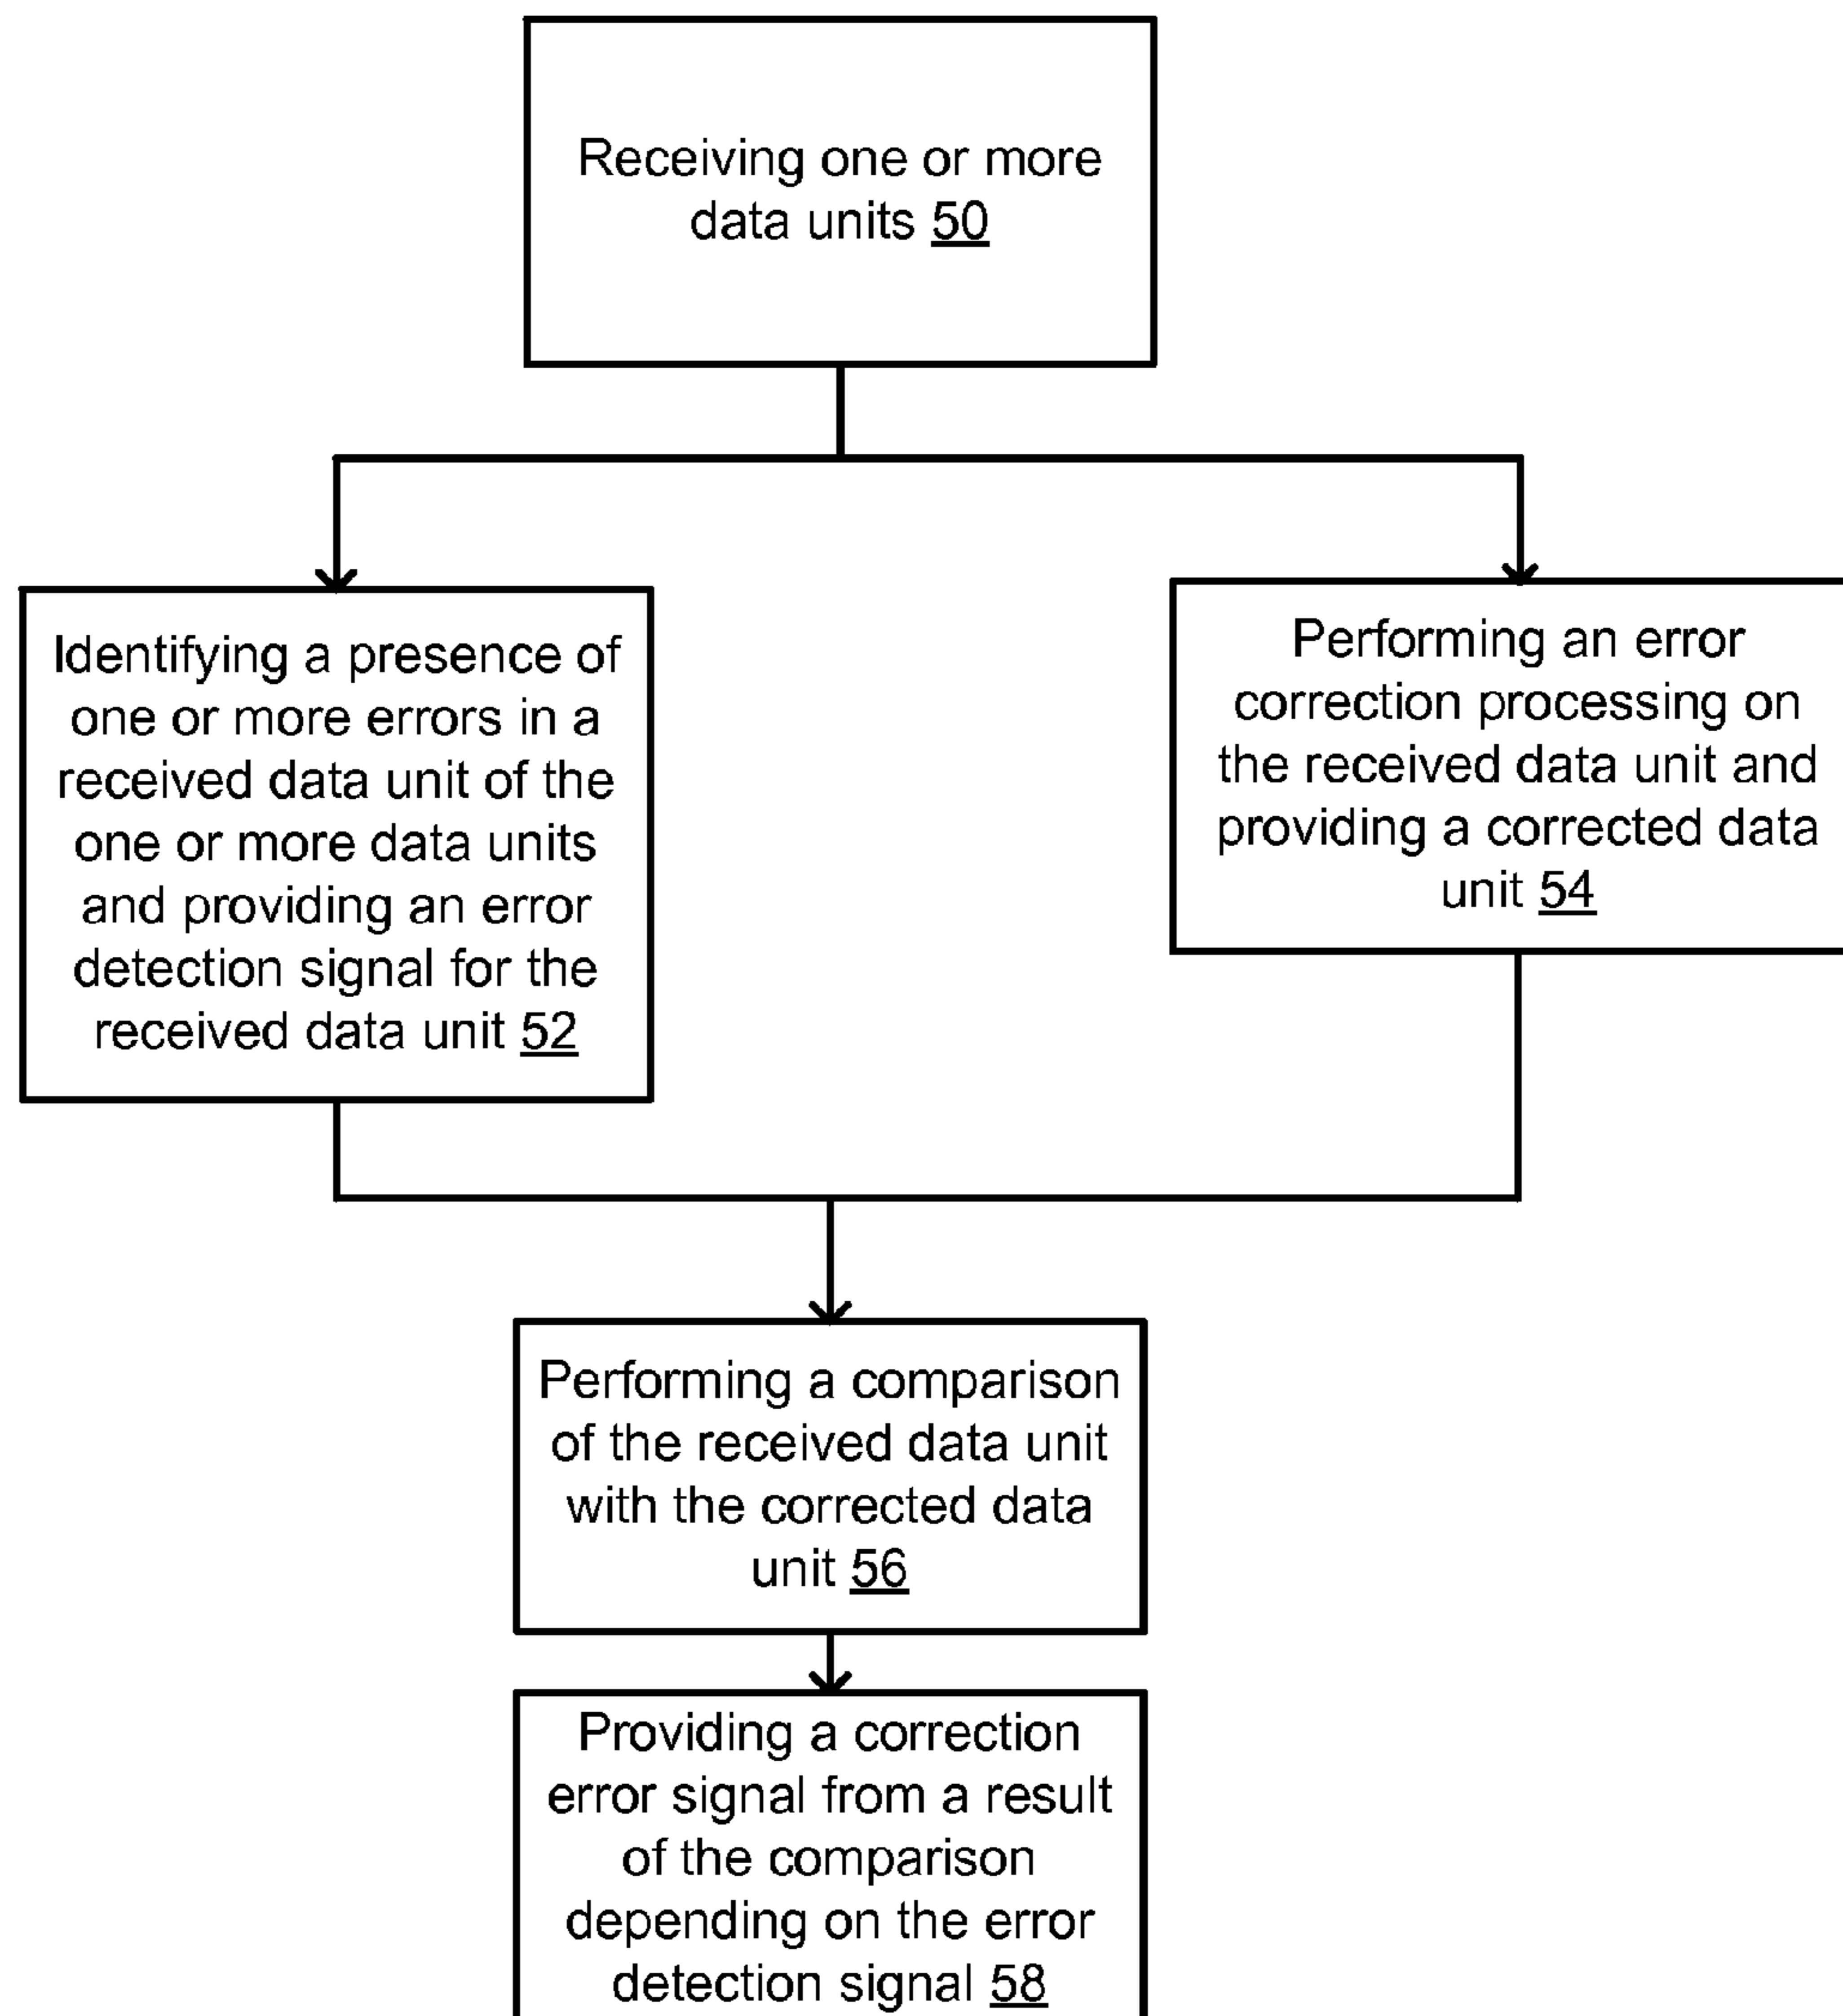 Receiving one or more
data units 50
Identifying a presence of
one or more errors in a
received data unit of the
one or more data units
and providing an error
detection signal for the
received data unit 52
Performing an error
correction processing on
the received data unit and
providing a corrected data
unit 54
Performing a comparison
of the received data unit
with the corrected data
unit 56
Providing a correction
error signal from a result
of the comparison
depending on the error
detection signal 58